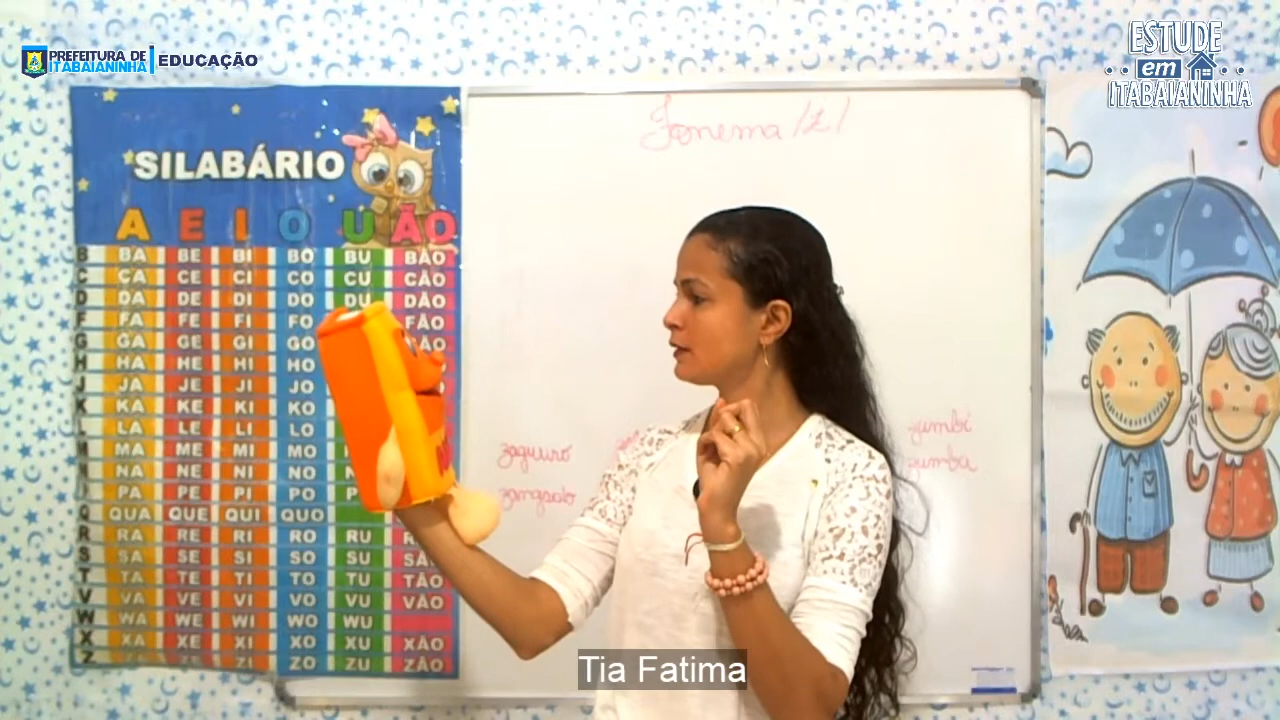 PREFEITURA DE
ITABAIANINHA
EDUCAÇÃO
ESTUDE
em
ITABAIANINHA
SILABÁRIO
A E I O U ÃO
B BA BE BI BO BU BÃO
C CA CE CI CO CU CÃO
D DA DE DI DO DU DÃO
F FA FE FI FO FÃO
G GA GE GI GO
H HA HE HI HO
J JA JE JI JO
K KA KE KI KO
L LA LE LI LO
M MA ME MI MO
N NA NE NI NO
P PA PE PI PO
Q QUA QUE QUI QUO
R RA RE RI RO RU
S SA SE SI SO SU
T TA TE TI TO TU TÃO
V VA VE VI VO VU VÃO
W WA WE WI WO WU
X XA XE XI XO XU XÃO
Z ZA ZE ZI ZO ZU ZÃO
Fonema /z/
zangado
zumbi
zumba
Tia Fatima